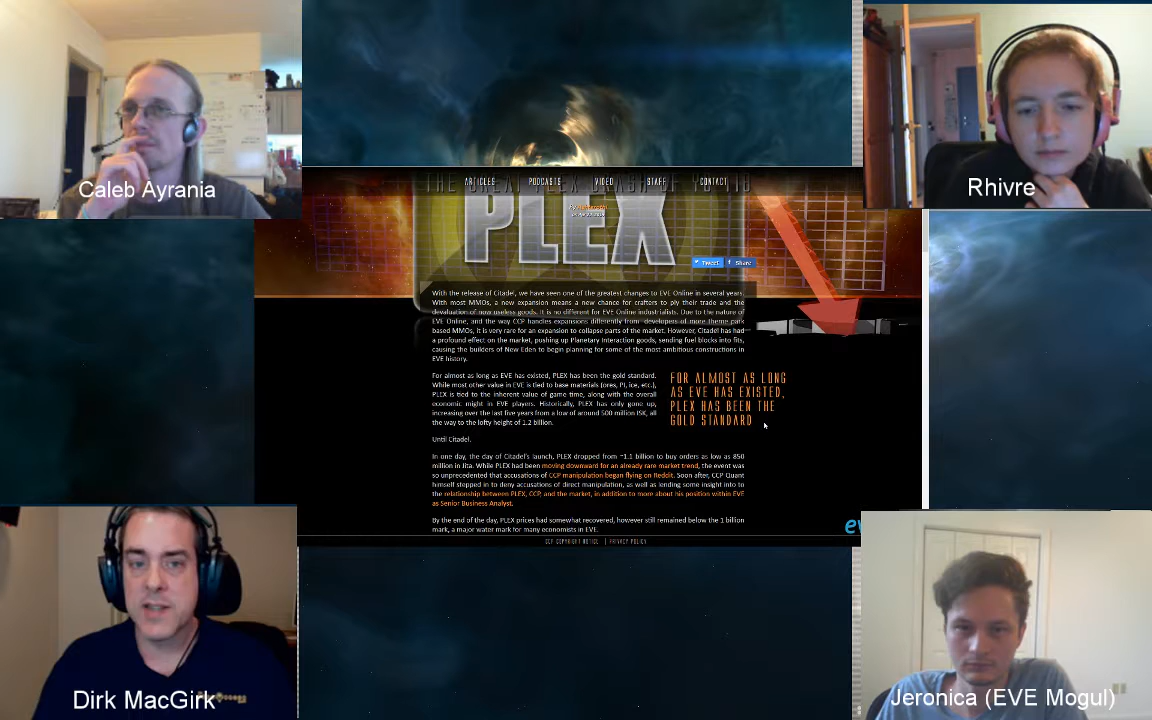 Caleb Ayrania
Rhivre
ARTICLES PODCASTS VIDEO STAFF CONTACT
PLEX
Tweet Share
With the release of Citadel, we have seen one of the greatest changes to EVE Online in several years.
With most MMOs, a new expansion means a new chance for crafters to ply their trade and the
devaluation of now useless goods. It is no different for EVE Online industrialists. Due to the nature of
EVE Online, and the way CCP handles expansions differently from developers of more theme park
based MMOs, it is very rare for an expansion to collapse parts of the market. However, Citadel has had
a profound effect on the market, pushing up Planetary Interaction goods, sending fuel blocks into fits,
causing the builders of New Eden to begin planning for some of the most ambitious constructions in
EVE history.
For almost as long as EVE has existed, PLEX has been the gold standard.
While most other value in EVE is tied to base materials (ores, PI, ice, etc.),
PLEX is tied to the inherent value of game time, along with the overall
economic might in EVE players. Historically, PLEX has only gone up,
increasing over the last five years from a low of around 500 million ISK, all
the way to the lofty height of 1.2 billion.
FOR ALMOST AS LONG
AS EVE HAS EXISTED,
PLEX HAS BEEN THE
GOLD STANDARD
Until Citadel.
In one day, the day of Citadel's launch, PLEX dropped from ~1.1 billion to buy orders as low as 850
million in Jita. While PLEX had been moving downward for an already rare market trend, the event was
so unprecedented that accusations of CCP manipulation began flying on Reddit. Soon after, CCP Quant
himself stepped in to deny accusations of direct manipulation, as well as lending some insight into to
the relationship between PLEX, CCP, and the market, in addition to more about his position within EVE
as Senior Business Analyst.
By the end of the day, PLEX prices had somewhat recovered, however still remained below the 1 billion
mark, a major water mark for many economists in EVE.
CCP COPYRIGHT NOTICE | PRIVACY POLICY
Dirk MacGirk
Jeronica (EVE Mogul)